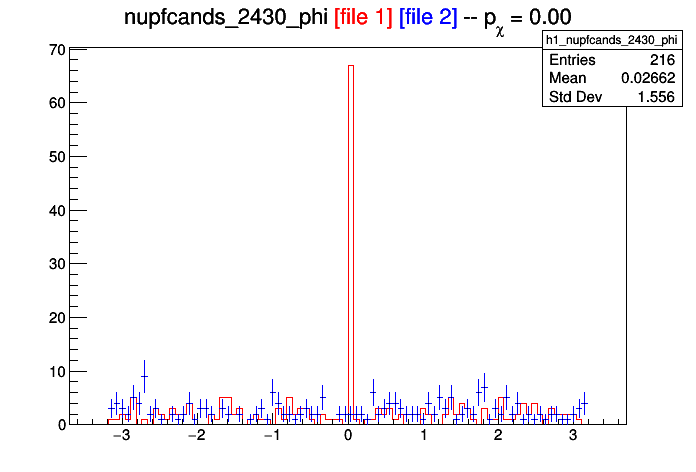 nupfcands_2430_phi [file 1] [file 2] -- pχ = 0.00
h1_nupfcands_2430_phi
Entries 216
Mean 0.02662
Std Dev 1.556
70
60
50
40
30
20
10
0
−3 −2 −1 0 1 2 3